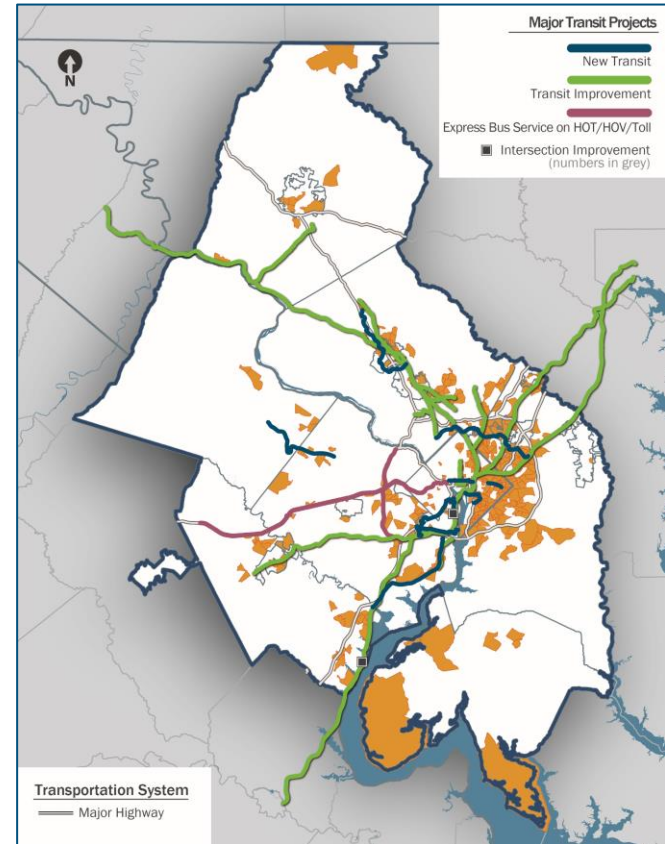 N
Major Transit Projects
New Transit
Transit Improvement
Express Bus Service on HOT/HOV/Toll
Intersection Improvement
(numbers in grey)
Transportation System
Major Highway